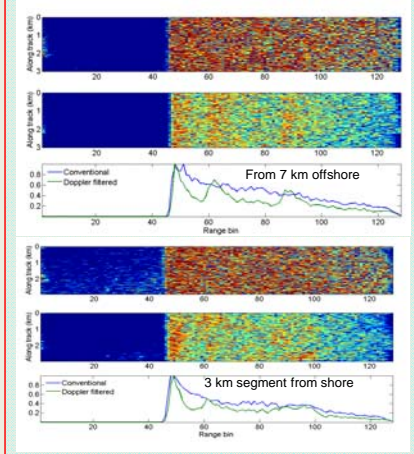 Along track (km)
0
1
2
3
20 40 60 80 100 120
Along track (km)
0
1
2
3
20 40 60 80 100 120
Conventional
Doppler filtered
From 7 km offshore
0.8
0.6
0.4
0.2
20 40 60 80 100 120
Range bin
Along track (km)
0
1
2
20 40 60 80 100 120
Along track (km)
0
1
2
20 40 60 80 100 120
Conventional
Doppler filtered
3 km segment from shore
0.8
0.6
0.4
0.2
20 40 60 80 100 120
Range bin